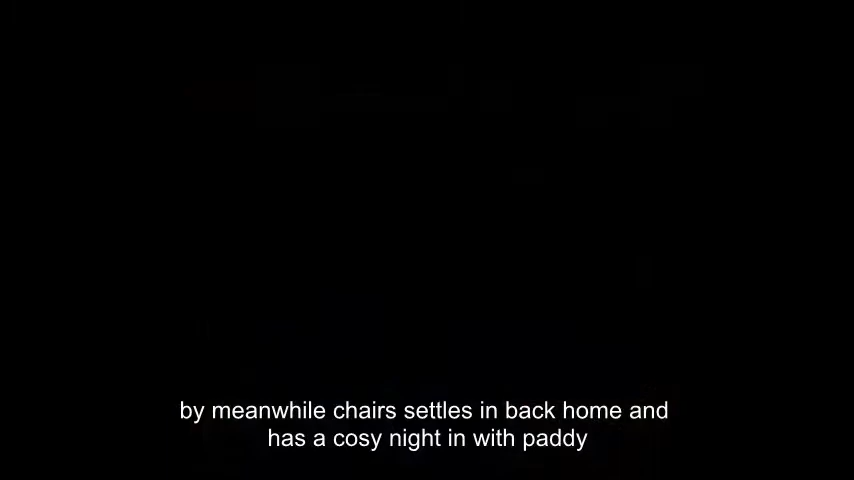 by meanwhile chairs settles in back home and
has a cosy night in with paddy